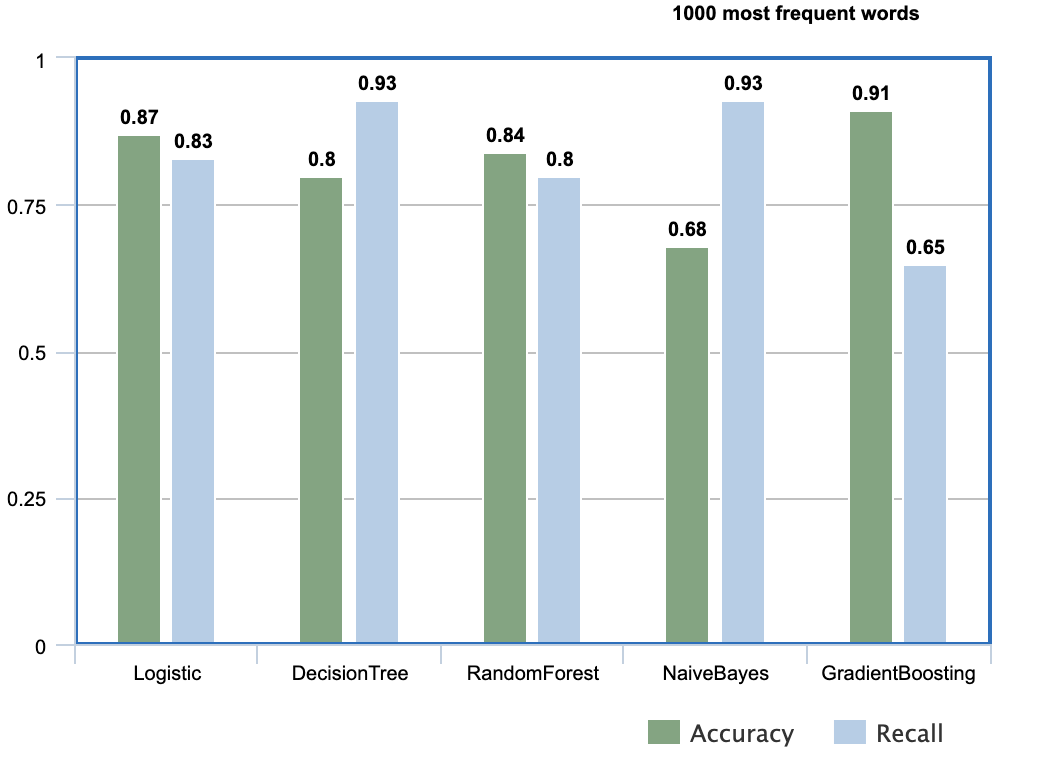 1000 most frequent words
1
0.75
0.5
0.25
0
0.87
0.83
0.8
0.93
0.84
0.8
0.68
0.93
0.91
0.65
Logistic
DecisionTree
RandomForest
NaiveBayes
GradientBoosting
Accuracy
Recall